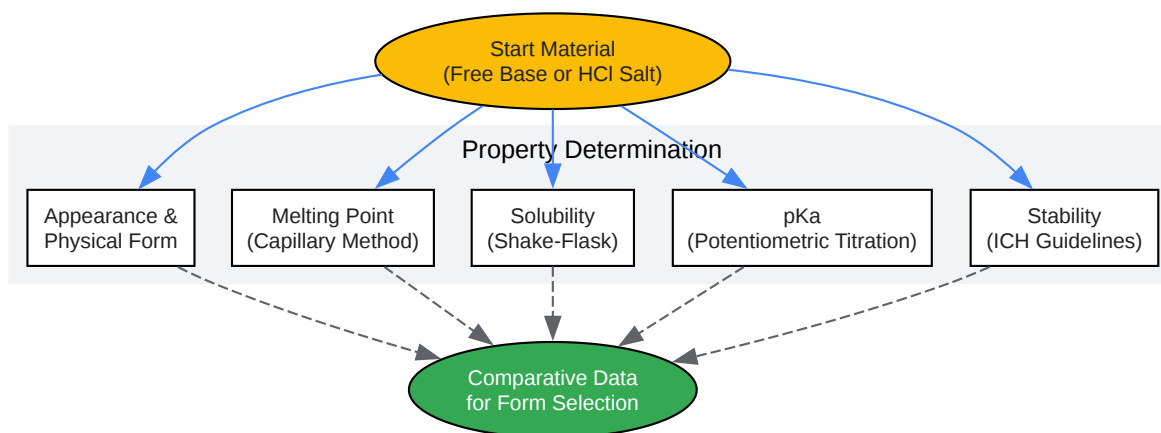 Start Material
(Free Base or HCl Salt)
Property Determination
Appearance &
Physical Form
Melting Point
(Capillary Method)
Solubility
(Shake-Flask)
pKa
(Potentiometric Titration)
Stability
(ICH Guidelines)
Comparative Data
for Form Selection